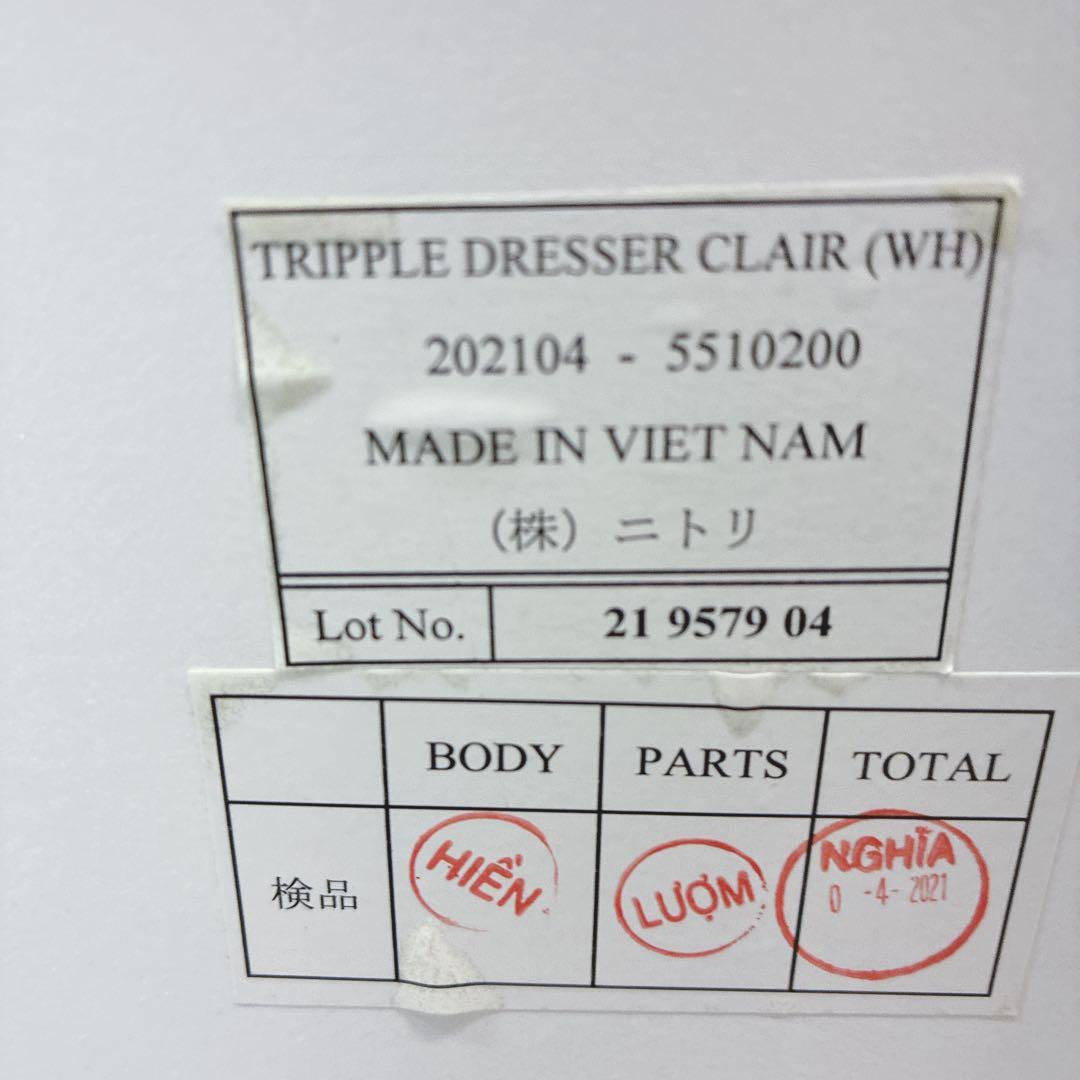 TRIPPLE DRESSER CLAIR (WH)
202104 - 5510200
MADE IN VIET NAM
(株) ニトリ
Lot No. 21 9579 04
BODY PARTS TOTAL
検品 HIỀN LƯỢM NGHĨA
0 -4- 2021